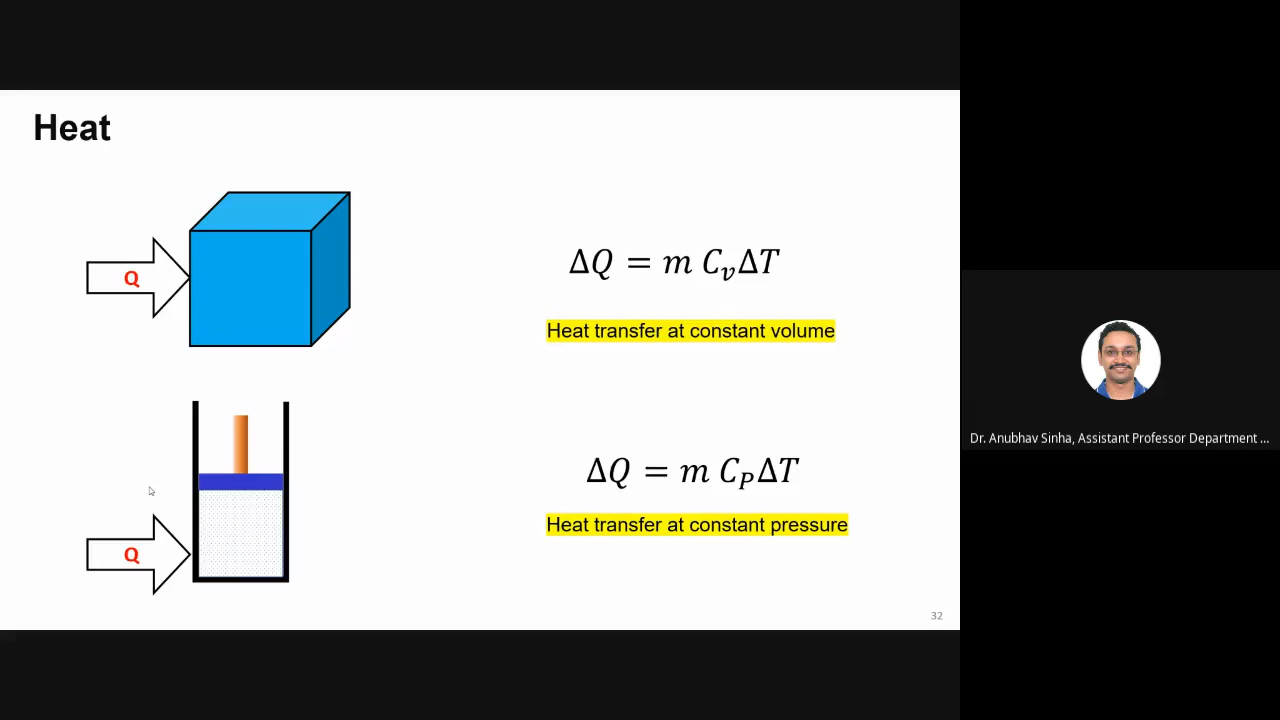 Heat
Q
ΔQ = m C_v ΔT
Heat transfer at constant volume
Q
ΔQ = m C_P ΔT
Heat transfer at constant pressure
32
Dr. Anubhav Sinha, Assistant Professor Department ...